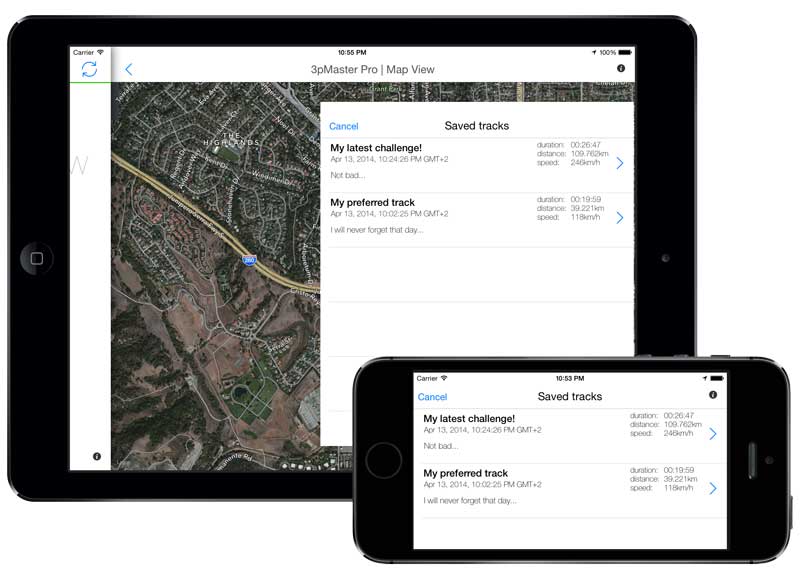 Carrier 10:55 PM 100%
3pMaster Pro | Map View
Grant Park
THE
HIGHLANDS
Cancel Saved tracks
My latest challenge!
Apr 13, 2014, 10:24:26 PM GMT+2
Not bad...
duration: 00:26:47
distance: 109.762km
speed: 246km/h
My preferred track
Apr 13, 2014, 10:02:25 PM GMT+2
I will never forget that day...
duration: 00:19:59
distance: 39.221km
speed: 118km/h
280
Carrier 10:53 PM
Cancel Saved tracks
My latest challenge!
Apr 13, 2014, 10:24:26 PM GMT+2
Not bad...
duration: 00:26:47
distance: 109.762km
speed: 246km/h
My preferred track
Apr 13, 2014, 10:02:25 PM GMT+2
I will never forget that day...
duration: 00:19:59
distance: 39.221km
speed: 118km/h